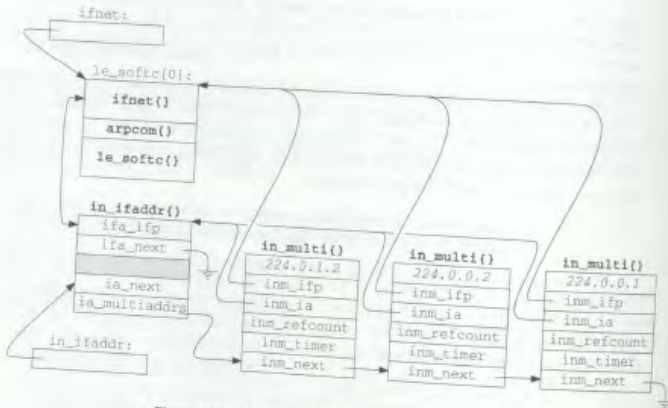 ifnet:
le_softc[0]:
ifnet{}
arpcom{}
le_softc{}
in_ifaddr{}
ifa_ifp
ifa_next
ia_next
ia_multiaddrs
in_ifaddr:
in_multi{}
224.0.1.2
inm_ifp
inm_ia
inm_refcount
inm_timer
inm_next
in_multi{}
224.0.0.2
inm_ifp
inm_ia
inm_refcount
inm_timer
inm_next
in_multi{}
224.0.0.1
inm_ifp
inm_ia
inm_refcount
inm_timer
inm_next